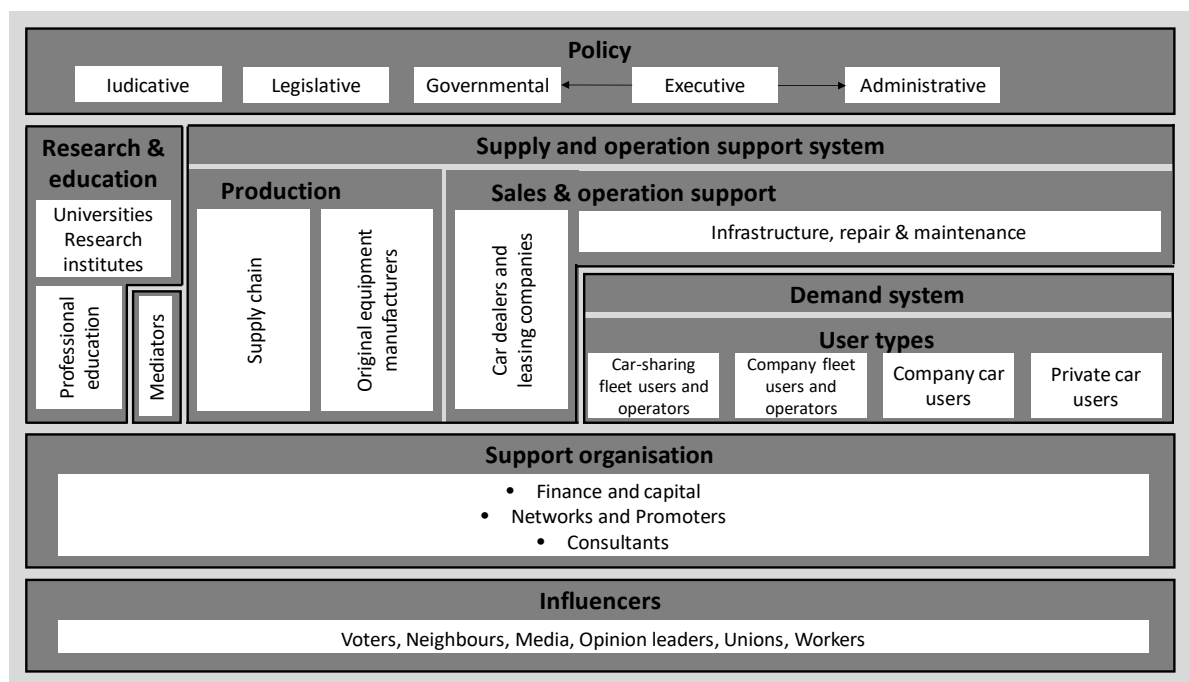 Policy
Iudicative
Legislative
Governmental
Executive
Administrative
Research &
education
Universities
Research
institutes
Professional
education
Mediators
Supply and operation support system
Production
Supply chain
Original equipment
manufacturers
Sales & operation support
Car dealers and
leasing companies
Infrastructure, repair & maintenance
Demand system
User types
Car-sharing
fleet users and
operators
Company fleet
users and
operators
Company car
users
Private car
users
Support organisation
• Finance and capital
• Networks and Promoters
• Consultants
Influencers
Voters, Neighbours, Media, Opinion leaders, Unions, Workers